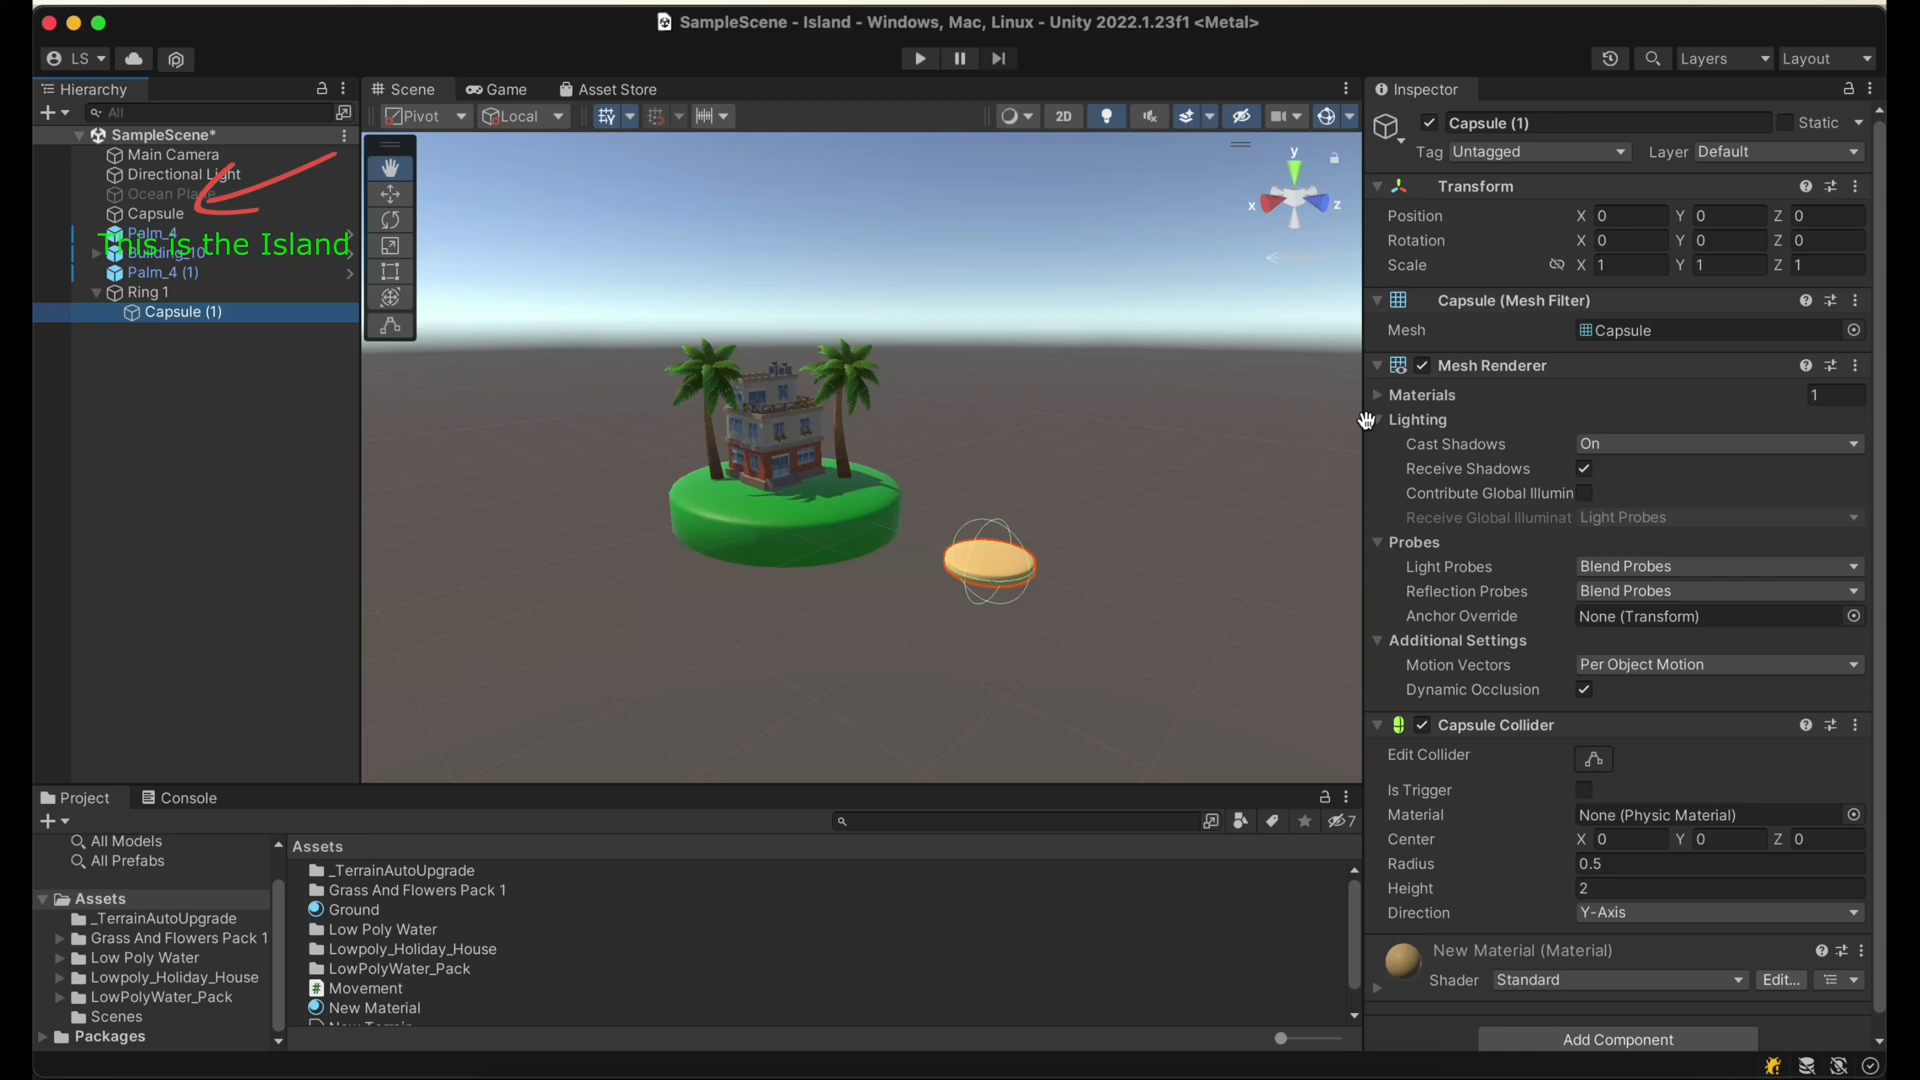 SampleScene - Island - Windows, Mac, Linux - Unity 2022.1.23f1 <Metal>
LS
Layers
Layout
Hierarchy
Scene
Game
Asset Store
Inspector
All
Pivot
Local
2D
SampleScene*
Main Camera
Directional Light
Ocean Plane
Capsule
Palm_4
This is the Island
Building_10
Palm_4 (1)
Ring 1
Capsule (1)
y
x
z
Capsule (1)
Static
Tag Untagged
Layer Default
Transform
Position X 0 Y 0 Z 0
Rotation X 0 Y 0 Z 0
Scale X 1 Y 1 Z 1
Capsule (Mesh Filter)
Mesh Capsule
Mesh Renderer
Materials 1
Lighting
Cast Shadows On
Receive Shadows
Contribute Global Illumin
Receive Global Illuminat Light Probes
Probes
Light Probes Blend Probes
Reflection Probes Blend Probes
Anchor Override None (Transform)
Additional Settings
Motion Vectors Per Object Motion
Dynamic Occlusion
Capsule Collider
Edit Collider
Is Trigger
Material None (Physic Material)
Center X 0 Y 0 Z 0
Radius 0.5
Height 2
Direction Y-Axis
New Material (Material)
Shader Standard Edit...
Add Component
Project
Console
7
All Models
All Prefabs
Assets
_TerrainAutoUpgrade
Grass And Flowers Pack 1
Low Poly Water
Lowpoly_Holiday_House
LowPolyWater_Pack
Scenes
Packages
Assets
_TerrainAutoUpgrade
Grass And Flowers Pack 1
Ground
Low Poly Water
Lowpoly_Holiday_House
LowPolyWater_Pack
Movement
New Material
New Terrain